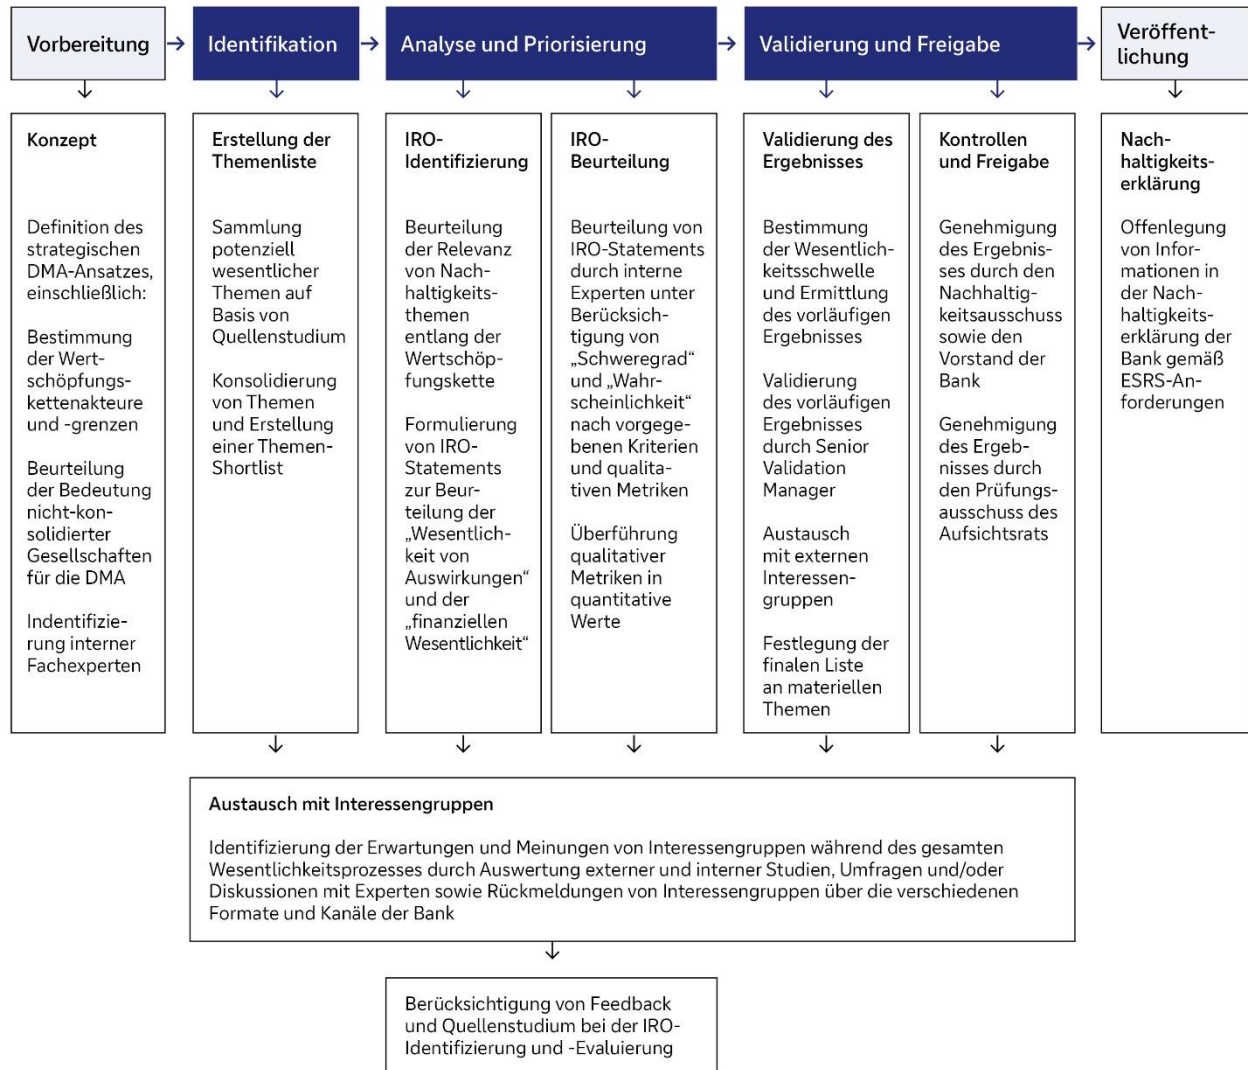 Vorbereitung
Identifikation
Analyse und Priorisierung
Validierung und Freigabe
Veröffent-
lichung
Konzept
Definition des
strategischen
DMA-Ansatzes,
einschließlich:
Bestimmung
der Wert-
schöpfungs-
kettenakteure
und -grenzen
Beurteilung
der Bedeutung
nicht-kon-
solidierter
Gesellschaften
für die DMA
Indentifizie-
rung interner
Fachexperten
Erstellung der
Themenliste
Sammlung
potenziell
wesentlicher
Themen auf
Basis von
Quellenstudium
Konsolidierung
von Themen
und Erstellung
einer Themen-
Shortlist
IRO-
Identifizierung
Beurteilung
der Relevanz
von Nach-
haltigkeits-
themen
entlang der
Wertschöp-
fungskette
Formulierung
von IRO-
Statements
zur Beur-
teilung der
„Wesentlich-
keit von
Auswirkungen“
und der
„finanziellen
Wesentlichkeit“
IRO-
Beurteilung
Beurteilung von
IRO-Statements
durch interne
Experten unter
Berücksich-
tigung von
„Schweregrad“
und „Wahr-
scheinlichkeit“
nach vorgege-
benen Kriterien
und qualita-
tiven Metriken
Überführung
qualitativer
Metriken in
quantitative
Werte
Validierung des
Ergebnisses
Bestimmung
der Wesentlich-
keitsschwelle
und Ermittlung
des vorläufigen
Ergebnisses
Validierung
des vorläufigen
Ergebnisses
durch Senior
Validation
Manager
Austausch
mit externen
Interessen-
gruppen
Festlegung der
finalen Liste
an materiellen
Themen
Kontrollen
und Freigabe
Genehmigung
des Ergebnis-
ses durch den
Nachhaltig-
keitsausschuss
sowie den
Vorstand der
Bank
Genehmigung
des Ergeb-
nisses durch
den Prüfungs-
ausschuss des
Aufsichtsrats
Nach-
haltigkeits-
erklärung
Offenlegung
von Infor-
mationen in
der Nach-
haltigkeits-
erklärung der
Bank gemäß
ESRS-An-
forderungen
Austausch mit Interessengruppen
Identifizierung der Erwartungen und Meinungen von Interessengruppen während des gesamten
Wesentlichkeitsprozesses durch Auswertung externer und interner Studien, Umfragen und/oder
Diskussionen mit Experten sowie Rückmeldungen von Interessengruppen über die verschiedenen
Formate und Kanäle der Bank
Berücksichtigung von Feedback
und Quellenstudium bei der IRO-
Identifizierung und -Evaluierung